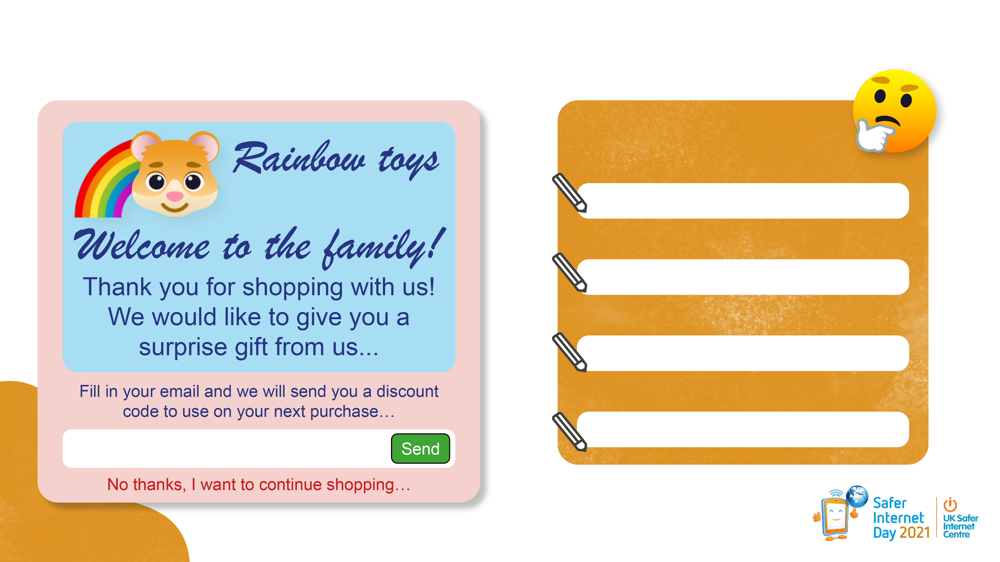 Rainbow toys
Welcome to the family!
Thank you for shopping with us!
We would like to give you a
surprise gift from us...
Fill in your email and we will send you a discount
code to use on your next purchase…
Send
No thanks, I want to continue shopping…
Safer
Internet
Day 2021
UK Safer
Internet
Centre